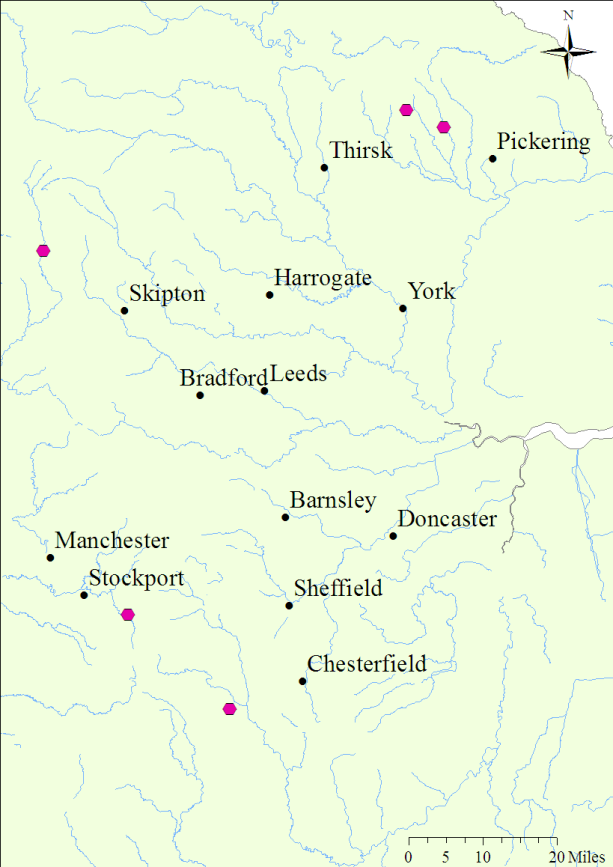 N
Pickering
Thirsk
Harrogate
Skipton
York
Bradford
Leeds
Barnsley
Doncaster
Manchester
Stockport
Sheffield
Chesterfield
0 5 10 20 Miles